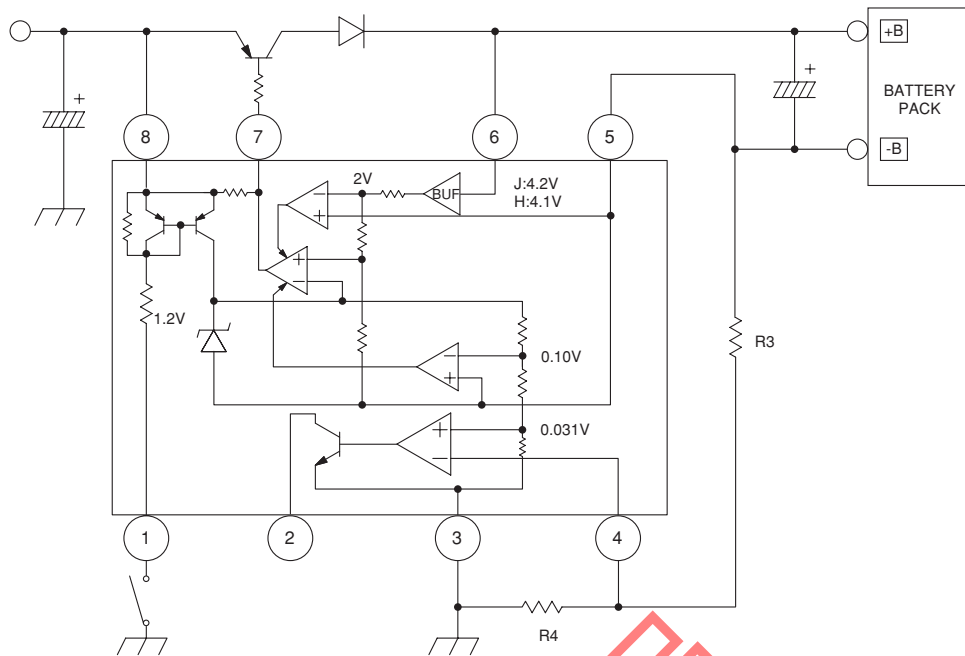 +
+
+B
-B
BATTERY
PACK
8
7
6
5
2V
BUF
J:4.2V
H:4.1V
−
+
+
−
1.2V
−
+
0.10V
R3
+
−
0.031V
1
2
3
4
R4